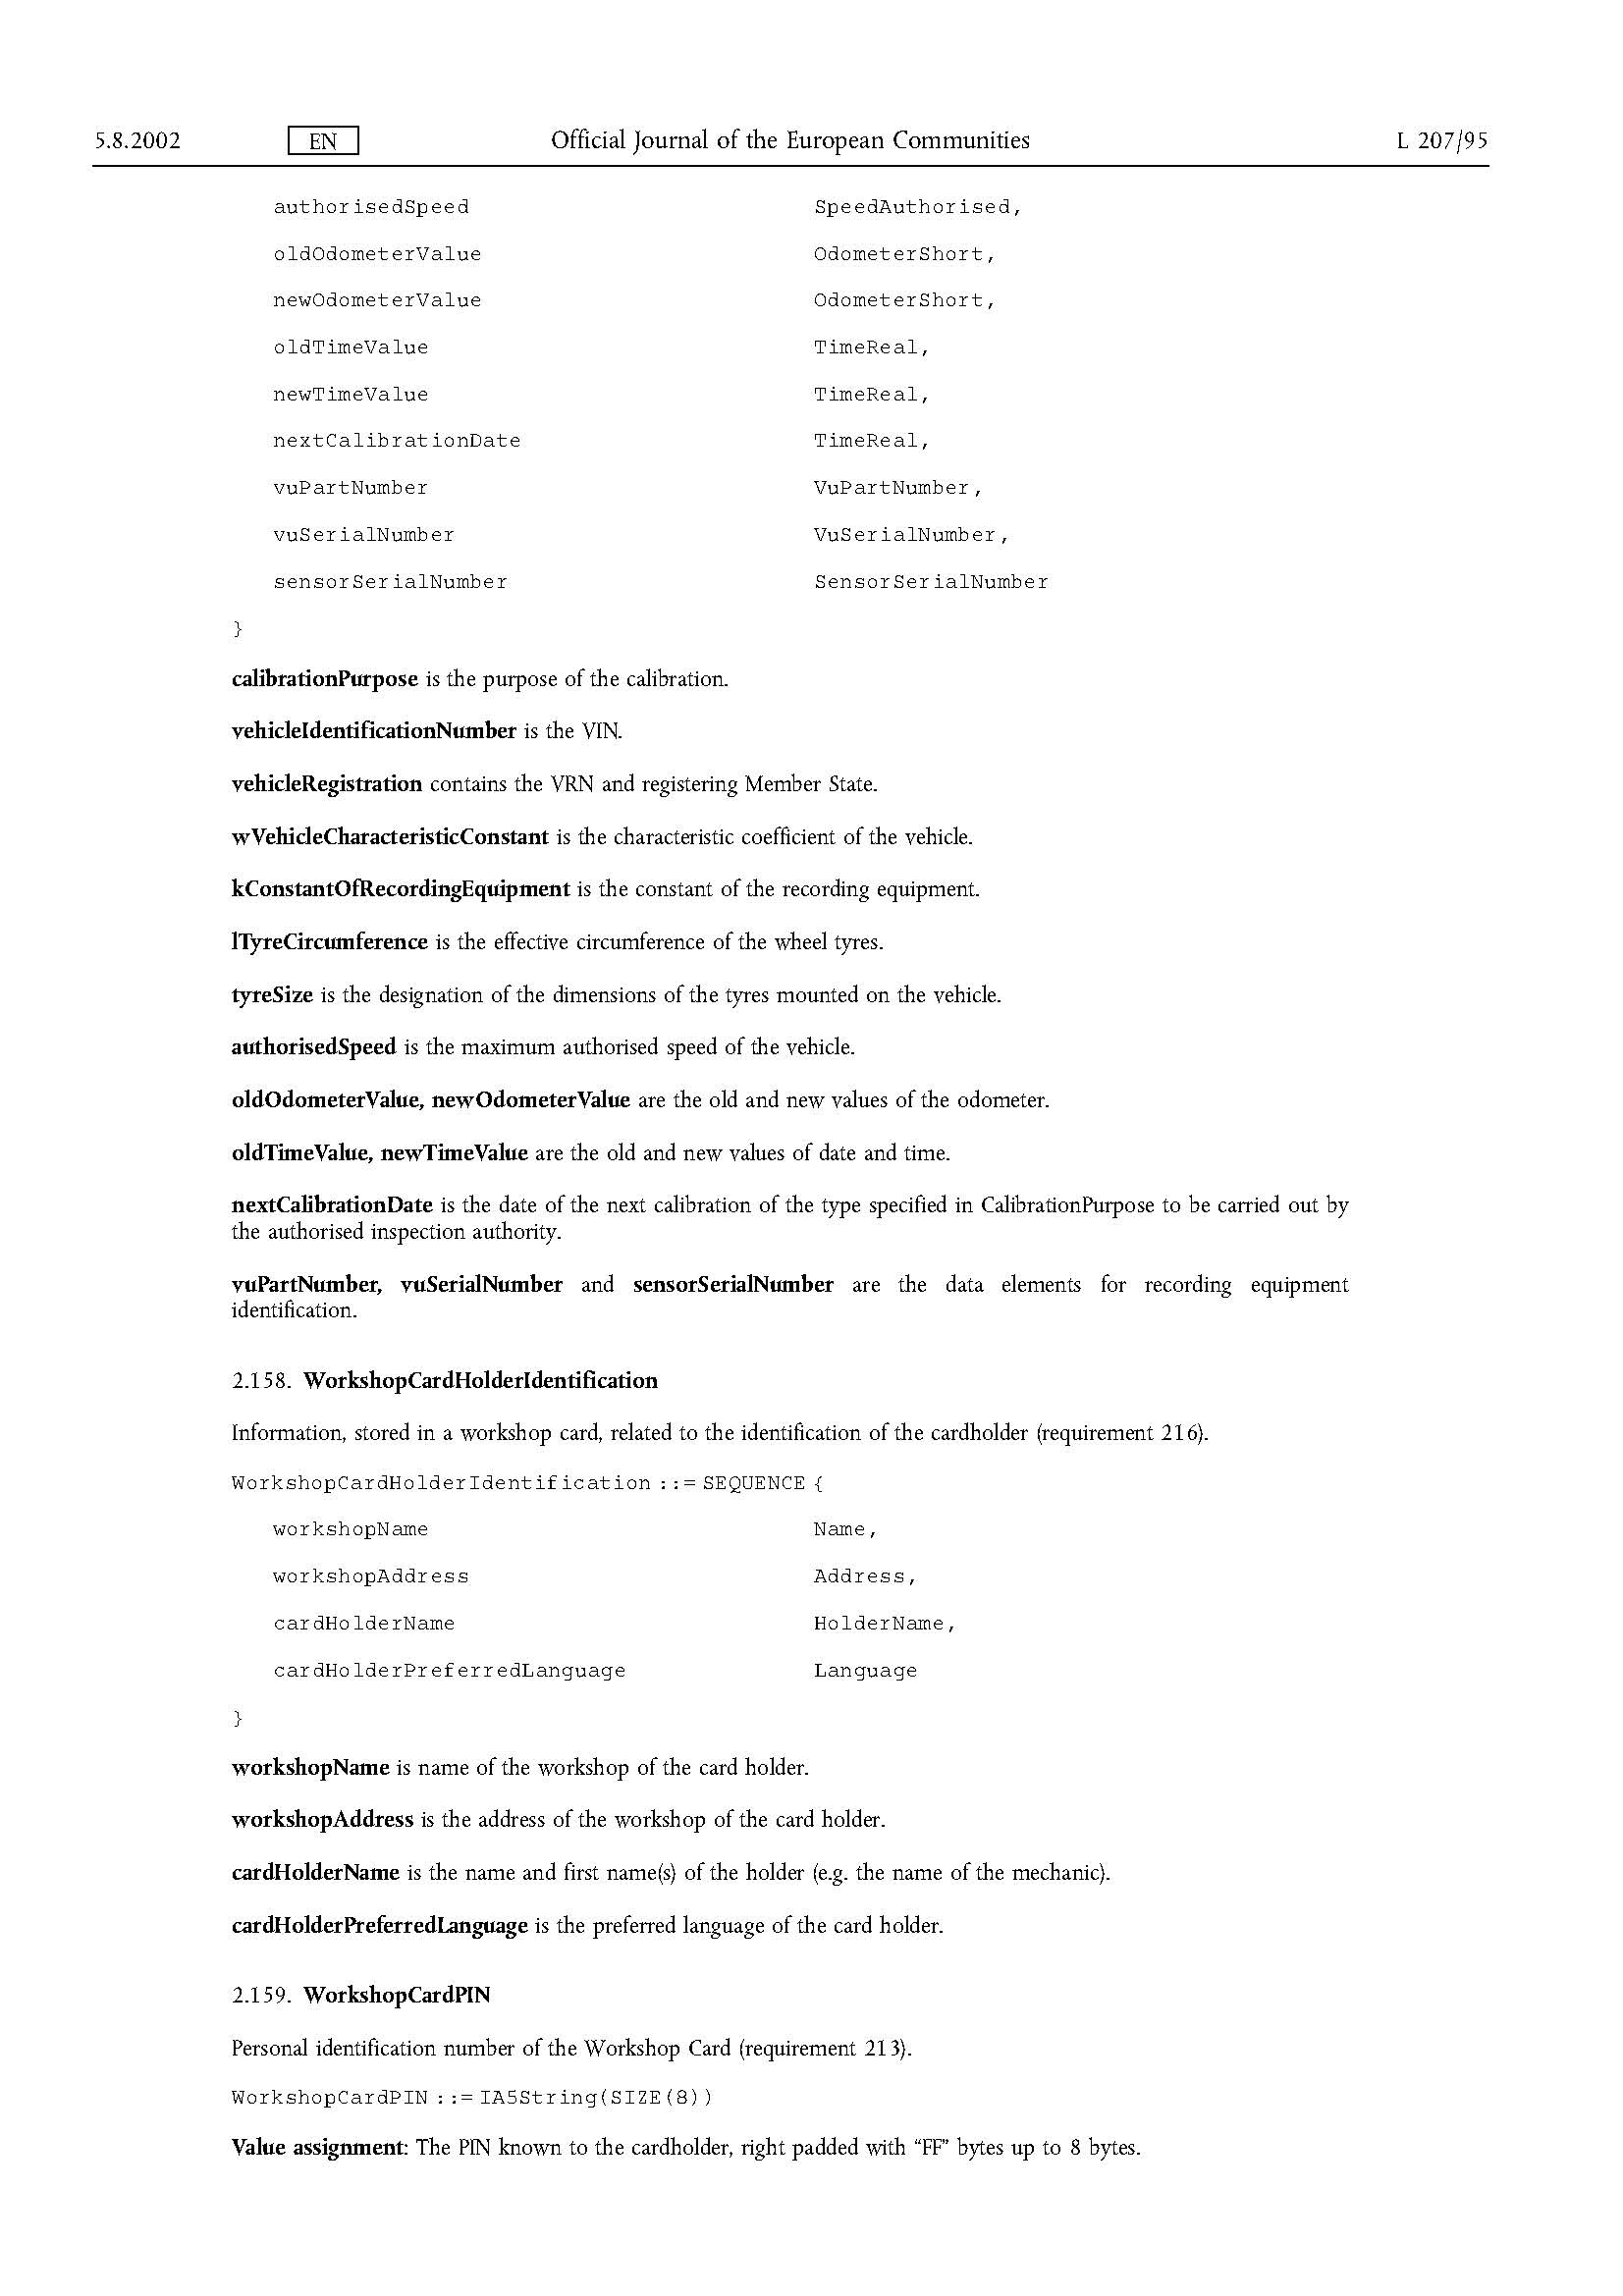 5.8.2002 EN Official Journal of the European Communities L 207/95
authorisedSpeed SpeedAuthorised,
oldOdometerValue OdometerShort,
newOdometerValue OdometerShort,
oldTimeValue TimeReal,
newTimeValue TimeReal,
nextCalibrationDate TimeReal,
vuPartNumber VuPartNumber,
vuSerialNumber VuSerialNumber,
sensorSerialNumber SensorSerialNumber
}
calibrationPurpose is the purpose of the calibration.
vehicleIdentificationNumber is the VIN.
vehicleRegistration contains the VRN and registering Member State.
wVehicleCharacteristicConstant is the characteristic coefficient of the vehicle.
kConstantOfRecordingEquipment is the constant of the recording equipment.
lTyreCircumference is the effective circumference of the wheel tyres.
tyreSize is the designation of the dimensions of the tyres mounted on the vehicle.
authorisedSpeed is the maximum authorised speed of the vehicle.
oldOdometerValue, newOdometerValue are the old and new values of the odometer.
oldTimeValue, newTimeValue are the old and new values of date and time.
nextCalibrationDate is the date of the next calibration of the type specified in CalibrationPurpose to be carried out by
the authorised inspection authority.
vuPartNumber, vuSerialNumber and sensorSerialNumber are the data elements for recording equipment
identification.
2.158. WorkshopCardHolderIdentification
Information, stored in a workshop card, related to the identification of the cardholder (requirement 216).
WorkshopCardHolderIdentification ::= SEQUENCE {
workshopName Name,
workshopAddress Address,
cardHolderName HolderName,
cardHolderPreferredLanguage Language
}
workshopName is name of the workshop of the card holder.
workshopAddress is the address of the workshop of the card holder.
cardHolderName is the name and first name(s) of the holder (e.g. the name of the mechanic).
cardHolderPreferredLanguage is the preferred language of the card holder.
2.159. WorkshopCardPIN
Personal identification number of the Workshop Card (requirement 213).
WorkshopCardPIN ::= IA5String(SIZE(8))
Value assignment: The PIN known to the cardholder, right padded with “FF” bytes up to 8 bytes.